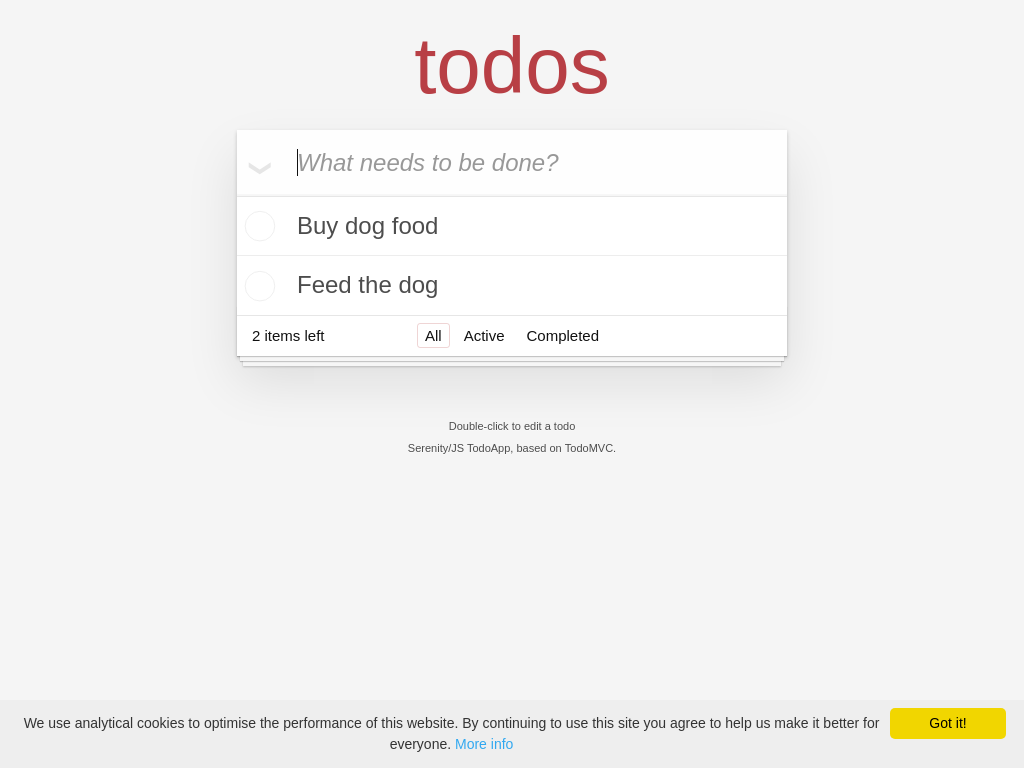 todos
What needs to be done?
Buy dog food
Feed the dog
2 items left All Active Completed
Double-click to edit a todo
Serenity/JS TodoApp, based on TodoMVC.
We use analytical cookies to optimise the performance of this website. By continuing to use this site you agree to help us make it better for
everyone. More info
Got it!